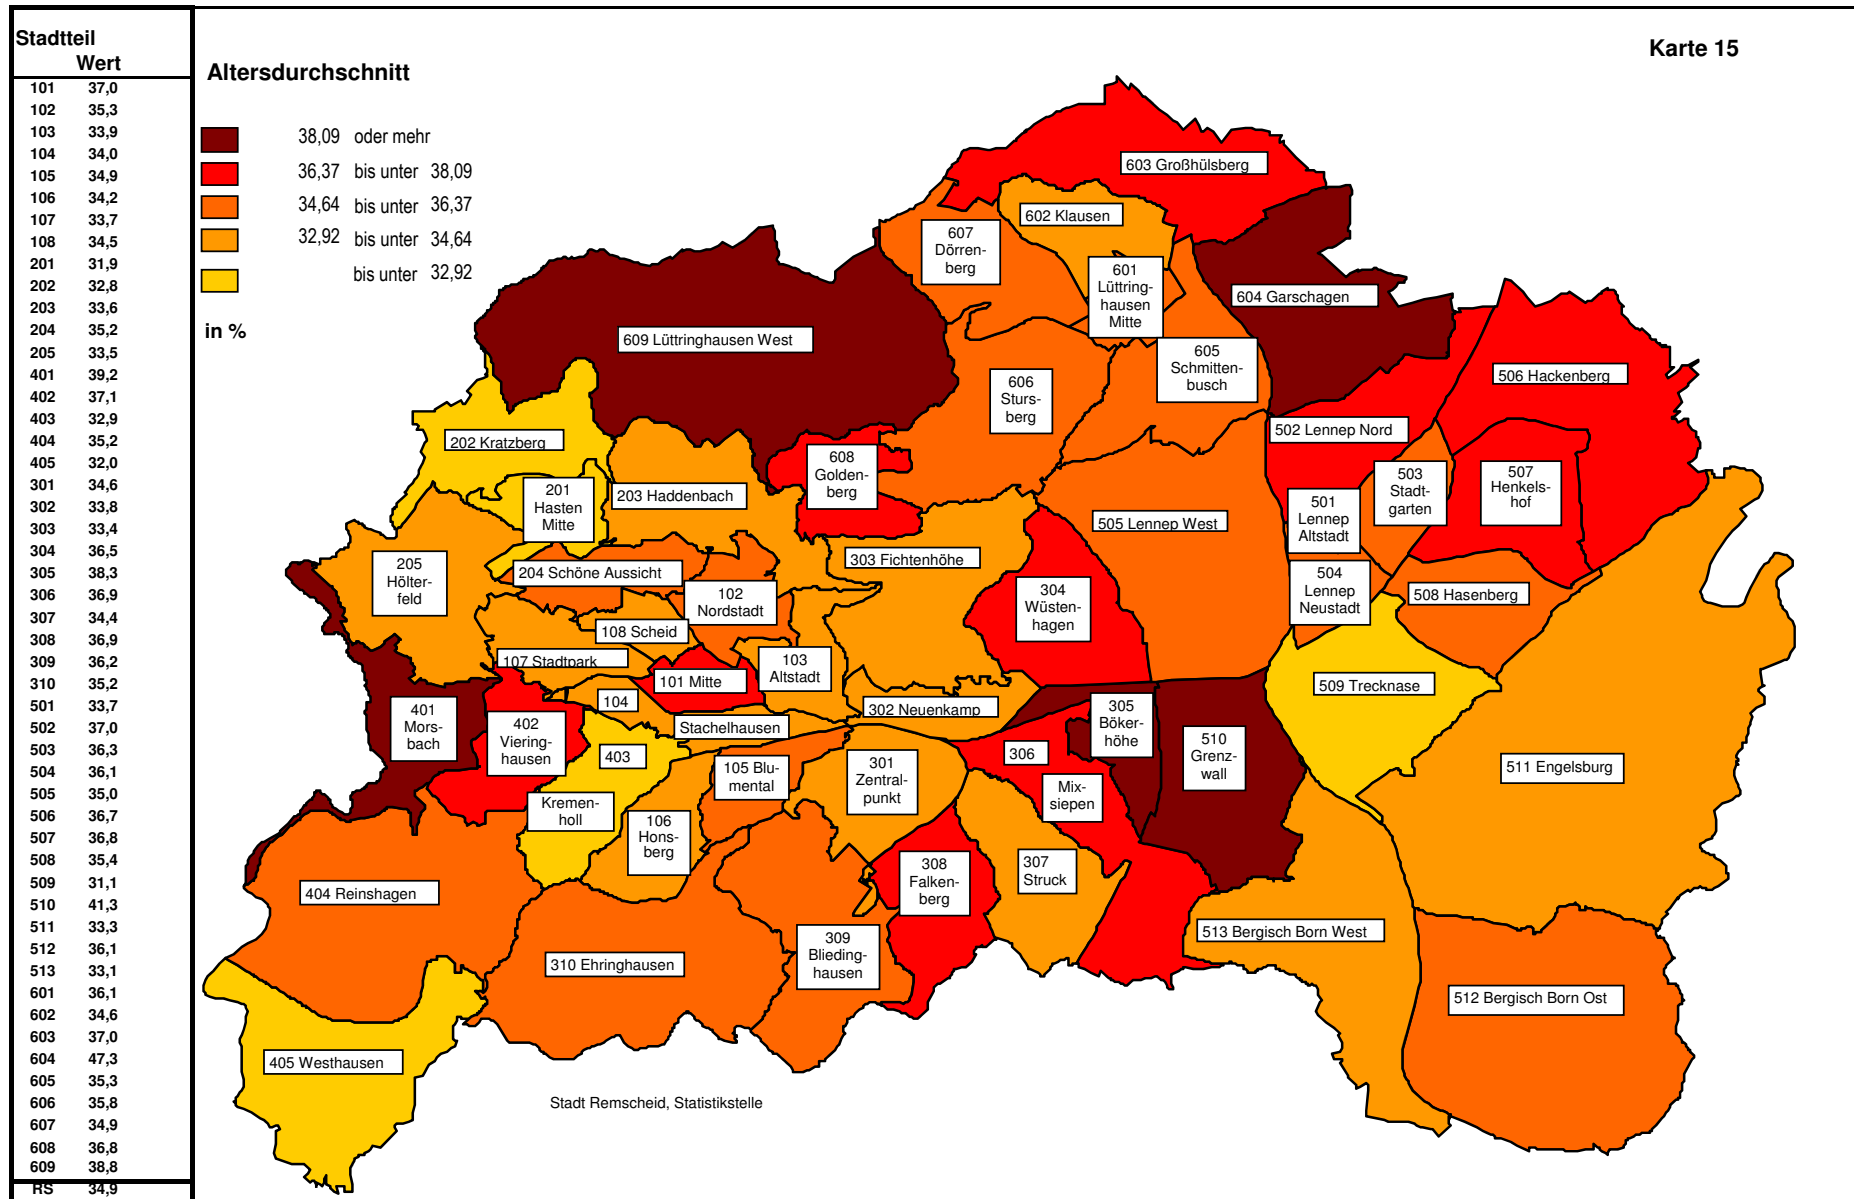 Stadtteil
Wert
101 37,0
102 35,3
103 33,9
104 34,0
105 34,9
106 34,2
107 33,7
108 34,5
201 31,9
202 32,8
203 33,6
204 35,2
205 33,5
401 39,2
402 37,1
403 32,9
404 35,2
405 32,0
301 34,6
302 33,8
303 33,4
304 36,5
305 38,3
306 36,9
307 34,4
308 36,9
309 36,2
310 35,2
501 33,7
502 37,0
503 36,3
504 36,1
505 35,0
506 36,7
507 36,8
508 35,4
509 31,1
510 41,3
511 33,3
512 36,1
513 33,1
601 36,1
602 34,6
603 37,0
604 47,3
605 35,3
606 35,8
607 34,9
608 36,8
609 38,8
RS 34,9
Karte 15
Altersdurchschnitt
38,09 oder mehr
36,37 bis unter 38,09
34,64 bis unter 36,37
32,92 bis unter 34,64
bis unter 32,92
in %
603 Großhülsberg
602 Klausen
607
Dörren-
berg
601
Lüttring-
hausen
Mitte
604 Garschagen
609 Lüttringhausen West
605
Schmitten-
busch
606
Sturs-
berg
506 Hackenberg
502 Lennep Nord
202 Kratzberg
608
Golden-
berg
503
Stadt-
garten
507
Henkels-
hof
201
Hasten
Mitte
203 Haddenbach
501
Lennep
Altstadt
505 Lennep West
303 Fichtenhöhe
205
Hölter-
feld
204 Schöne Aussicht
102
Nordstadt
304
Wüsten-
hagen
504
Lennep
Neustadt
508 Hasenberg
108 Scheid
107 Stadtpark
103
Altstadt
101 Mitte
509 Trecknase
104
Stachelhausen
302 Neuenkamp
401
Mors-
bach
402
Viering-
hausen
305
Böker-
höhe
510
Grenz-
wall
403
Kremen-
holl
105 Blu-
mental
301
Zentral-
punkt
306
Mix-
siepen
511 Engelsburg
106
Hons-
berg
308
Falken-
berg
307
Struck
404 Reinshagen
309
Blieding-
hausen
513 Bergisch Born West
310 Ehringhausen
512 Bergisch Born Ost
405 Westhausen
Stadt Remscheid, Statistikstelle